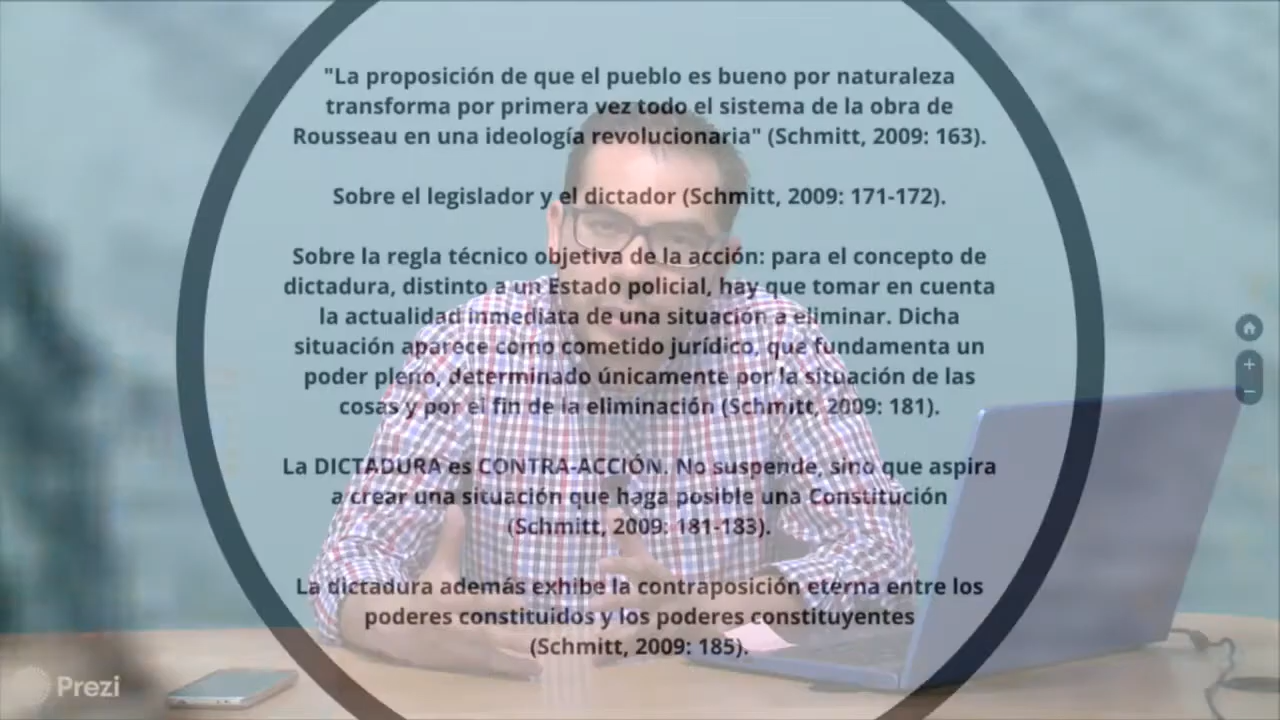 "La proposición de que el pueblo es bueno por naturaleza
transforma por primera vez todo el sistema de la obra de
Rousseau en una ideología revolucionaria" (Schmitt, 2009: 163).
Sobre el legislador y el dictador (Schmitt, 2009: 171-172).
Sobre la regla técnico objetiva de la acción: para el concepto de
dictadura, distinto a un Estado policial, hay que tomar en cuenta
la actualidad inmediata de una situación a eliminar. Dicha
situación aparece como cometido jurídico, que fundamenta un
poder pleno, determinado únicamente por la situación de las
cosas y por el fin de la eliminación (Schmitt, 2009: 181).
La DICTADURA es CONTRA-ACCIÓN. No suspende, sino que aspira
a crear una situación que haga posible una Constitución
(Schmitt, 2009: 181-183).
La dictadura además exhibe la contraposición eterna entre los
poderes constituidos y los poderes constituyentes
(Schmitt, 2009: 185).
Prezi